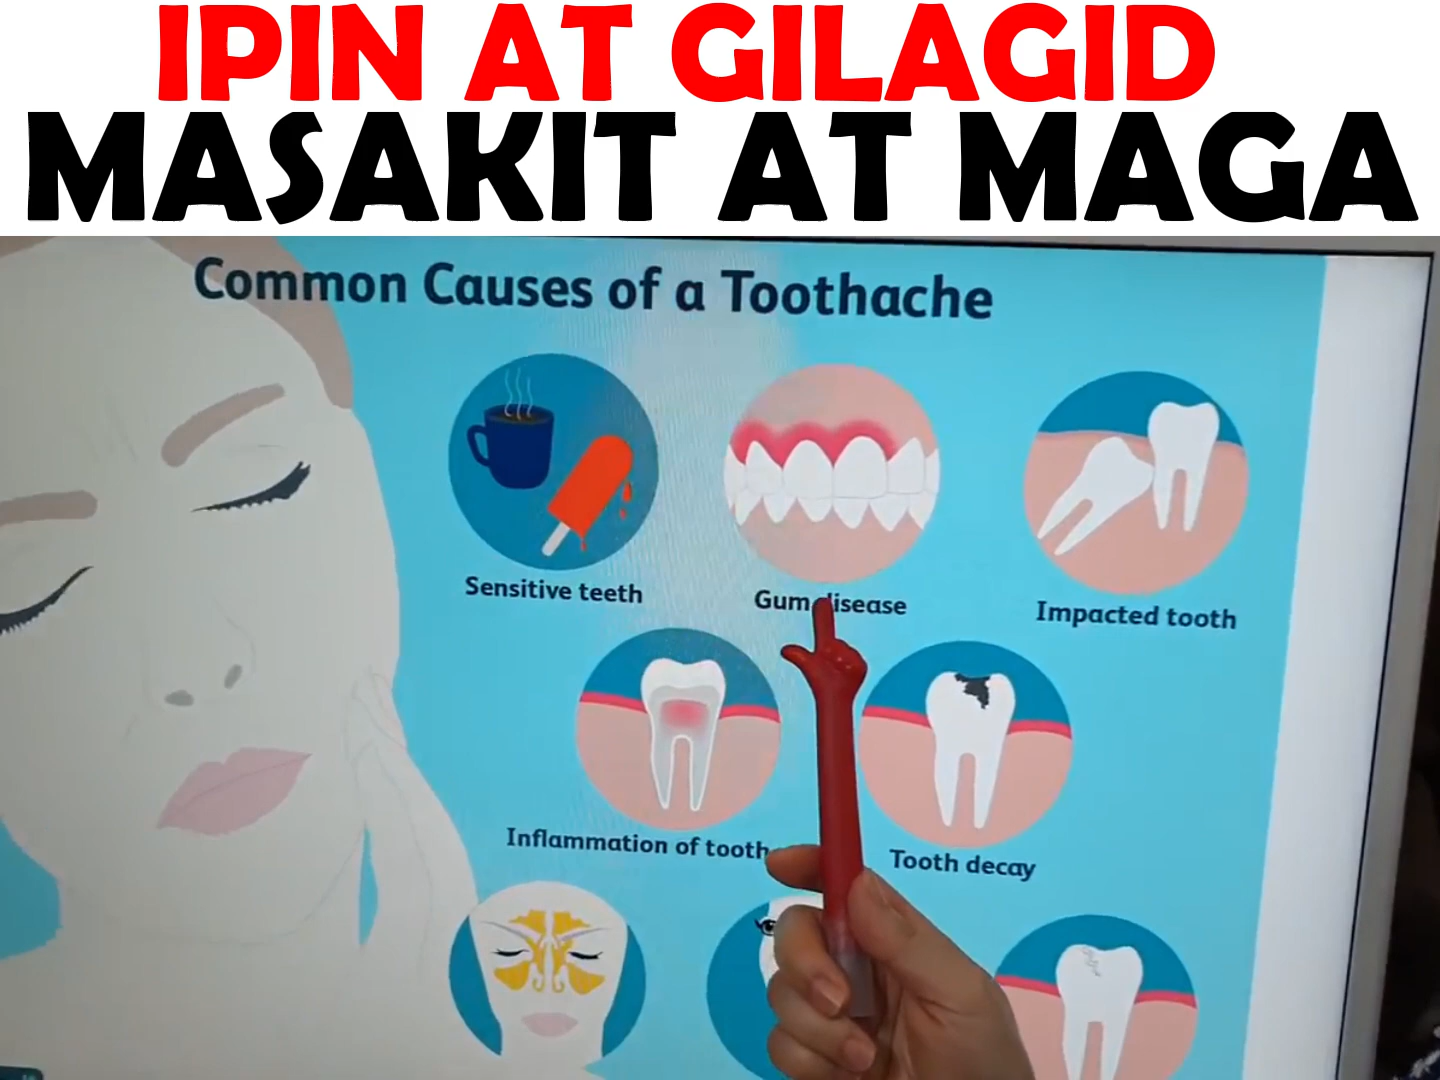 IPIN AT GILAGID
MASAKIT AT MAGA
Common Causes of a Toothache
Sensitive teeth
Gum disease
Impacted tooth
Inflammation of tooth
Tooth decay